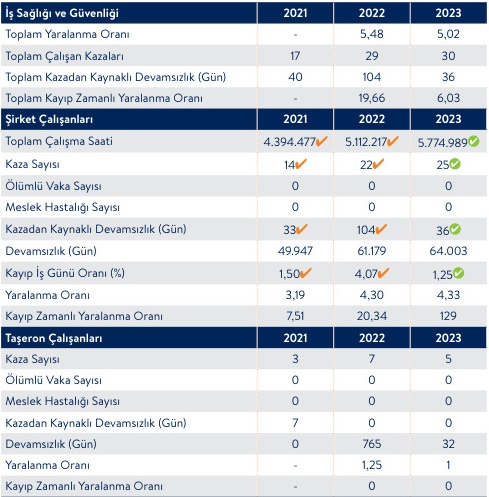 İş Sağlığı ve Güvenliği 2021 2022 2023
Toplam Yaralanma Oranı - 5,48 5,02
Toplam Çalışan Kazaları 17 29 30
Toplam Kazadan Kaynaklı Devamsızlık (Gün) 40 104 36
Toplam Kayıp Zamanlı Yaralanma Oranı - 19,66 6,03
Şirket Çalışanları 2021 2022 2023
Toplam Çalışma Saati 4.394.477✔ 5.112.217✔ 5.774.989✔
Kaza Sayısı 14✔ 22✔ 25✔
Ölümlü Vaka Sayısı 0 0 0
Meslek Hastalığı Sayısı 0 0 0
Kazadan Kaynaklı Devamsızlık (Gün) 33✔ 104✔ 36✔
Devamsızlık (Gün) 49.947 61.179 64.003
Kayıp İş Günü Oranı (%) 1,50✔ 4,07✔ 1,25✔
Yaralanma Oranı 3,19 4,30 4,33
Kayıp Zamanlı Yaralanma Oranı 7,51 20,34 129
Taşeron Çalışanları 2021 2022 2023
Kaza Sayısı 3 7 5
Ölümlü Vaka Sayısı 0 0 0
Meslek Hastalığı Sayısı 0 0 0
Kazadan Kaynaklı Devamsızlık (Gün) 7 0 0
Devamsızlık (Gün) 0 765 32
Yaralanma Oranı - 1,25 1
Kayıp Zamanlı Yaralanma Oranı - 0 0